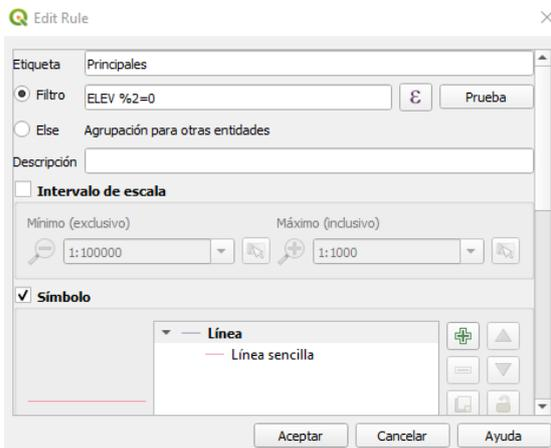 Edit Rule
Etiqueta Principales
Filtro ELEV %2=0 ε Prueba
Else Agrupación para otras entidades
Descripción
Intervalo de escala
Mínimo (exclusivo) Máximo (inclusivo)
1:100000 1:1000
Símbolo
Línea
Línea sencilla
Aceptar Cancelar Ayuda